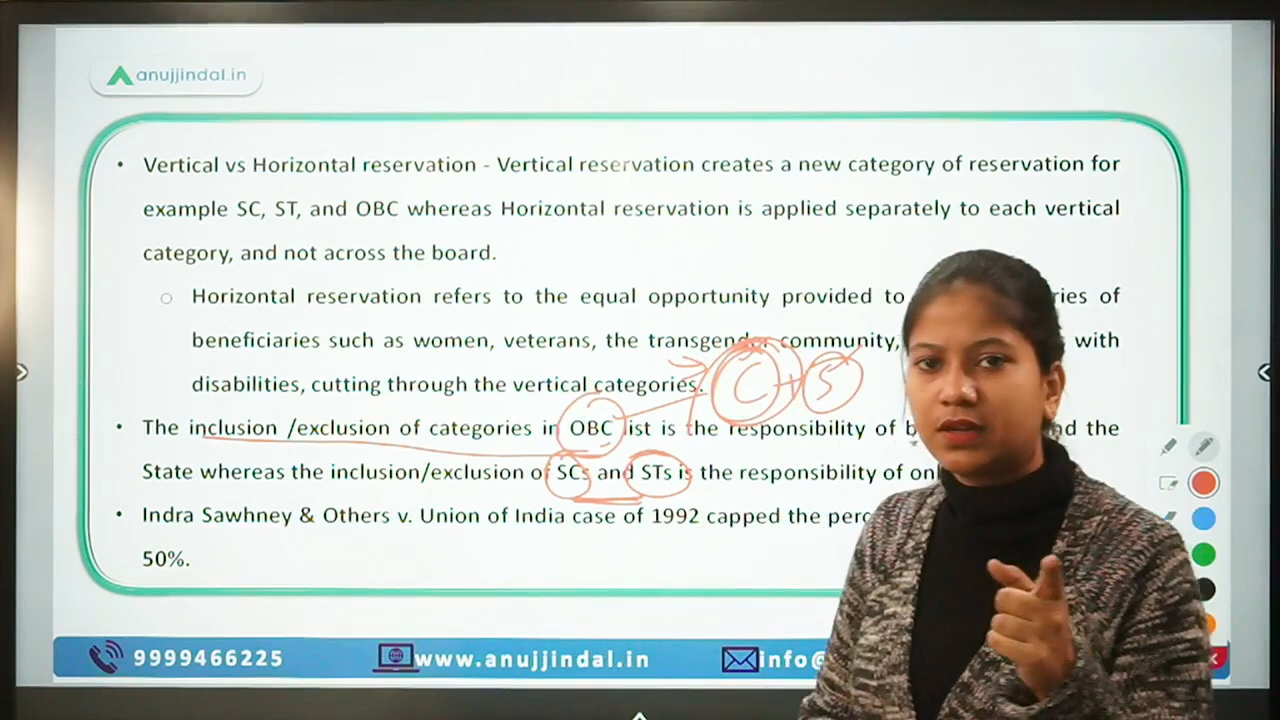 anujjindal.in
• Vertical vs Horizontal reservation - Vertical reservation creates a new category of reservation for
example SC, ST, and OBC whereas Horizontal reservation is applied separately to each vertical
category, and not across the board.
○ Horizontal reservation refers to the equal opportunity provided to
of
beneficiaries such as women, veterans, the transgender community, with
disabilities, cutting through the vertical categories.
C + S
• The inclusion /exclusion of categories in OBC list is the responsibility of the
State whereas the inclusion/exclusion of SCs and STs is the responsibility of
• Indra Sawhney & Others v. Union of India case of 1992 capped the
50%.
9999466225 www.anujjindal.in info@